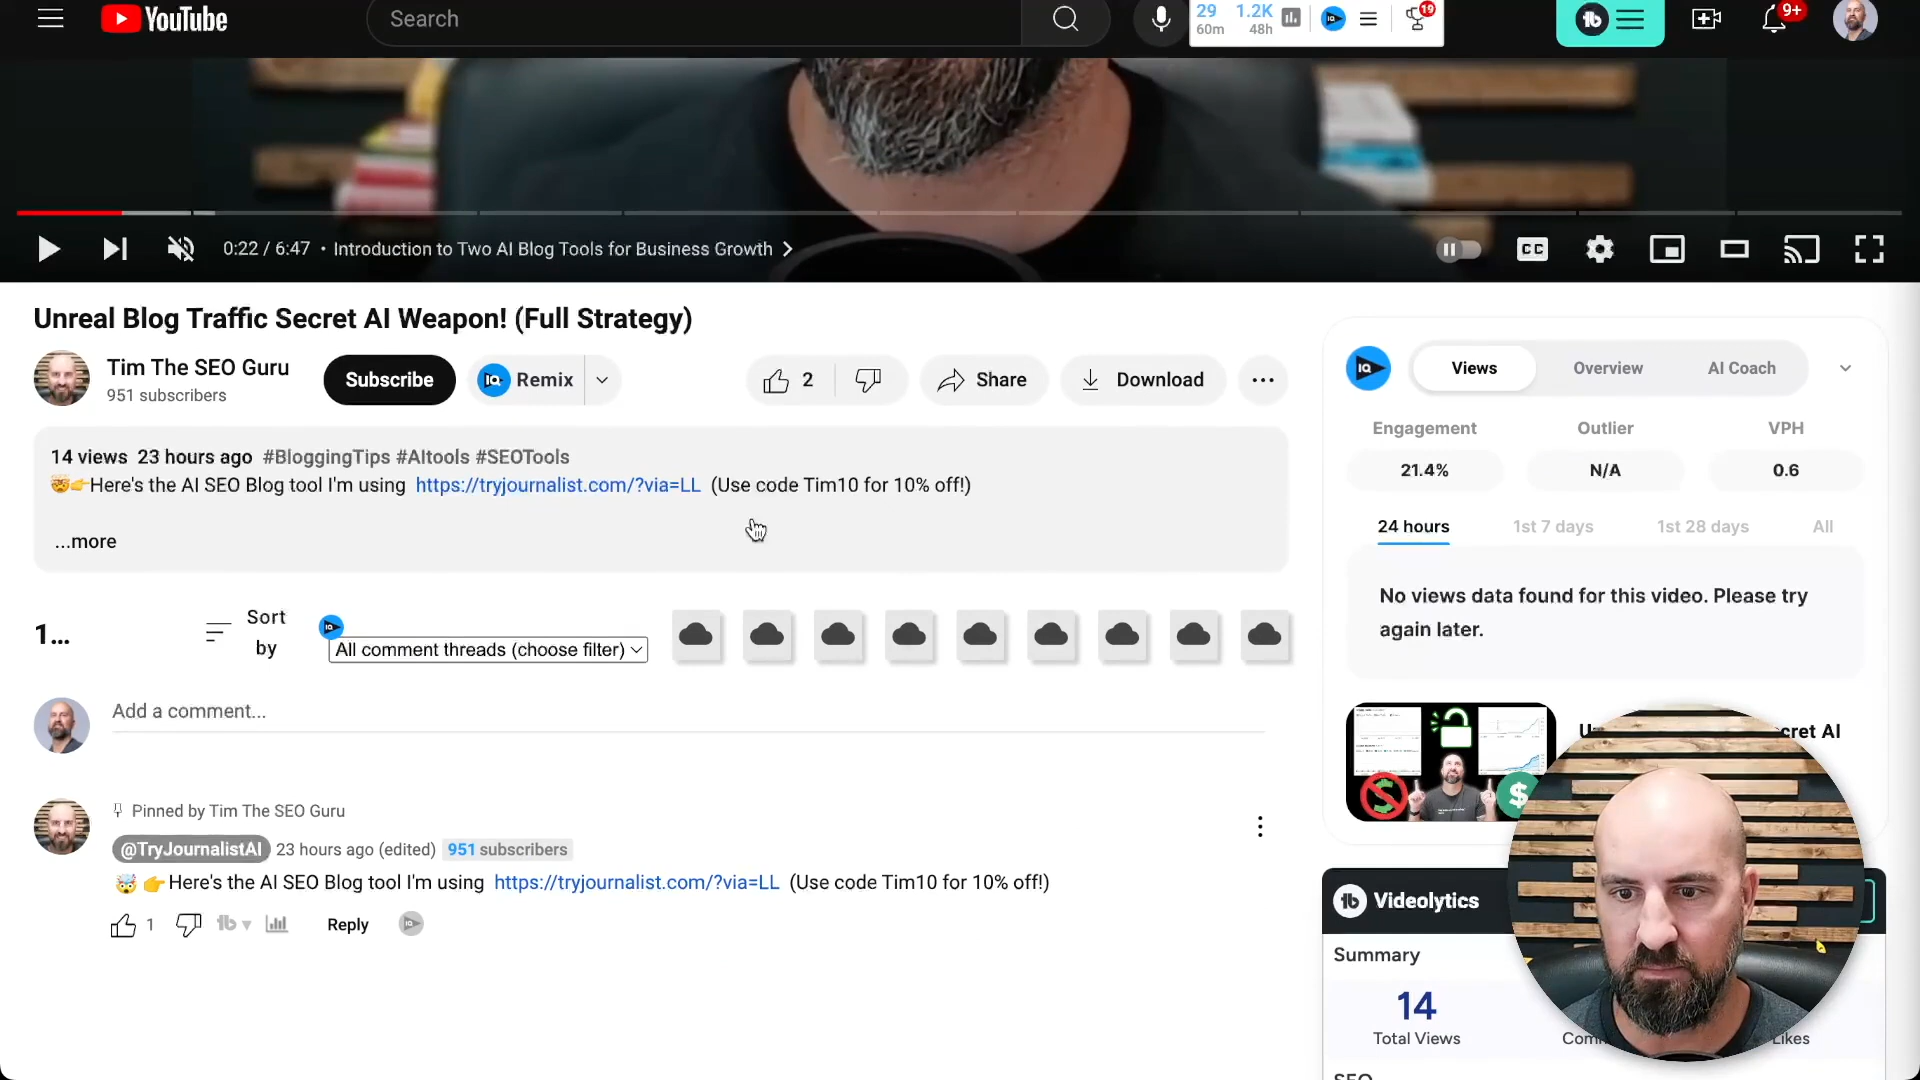 YouTube
Search
29
60m
1.2K
48h
19
9+
0:22 / 6:47 • Introduction to Two AI Blog Tools for Business Growth
CC
Unreal Blog Traffic Secret AI Weapon! (Full Strategy)
Tim The SEO Guru
951 subscribers
Subscribe
IQ
Remix
2
Share
Download
14 views 23 hours ago #BloggingTips #AItools #SEOTools
🤯👉Here's the AI SEO Blog tool I'm using https://tryjournalist.com/?via=LL (Use code Tim10 for 10% off!)
...more
1...
Sort by
All comment threads (choose filter)
Add a comment...
Pinned by Tim The SEO Guru
@TryJournalistAI 23 hours ago (edited) 951 subscribers
🤯 👉Here's the AI SEO Blog tool I'm using https://tryjournalist.com/?via=LL (Use code Tim10 for 10% off!)
1
Reply
IQ
Views
Overview
AI Coach
Engagement
Outlier
VPH
21.4%
N/A
0.6
24 hours
1st 7 days
1st 28 days
All
No views data found for this video. Please try
again later.
cret AI
Videolytics
Summary
14
Total Views
Likes
SEO